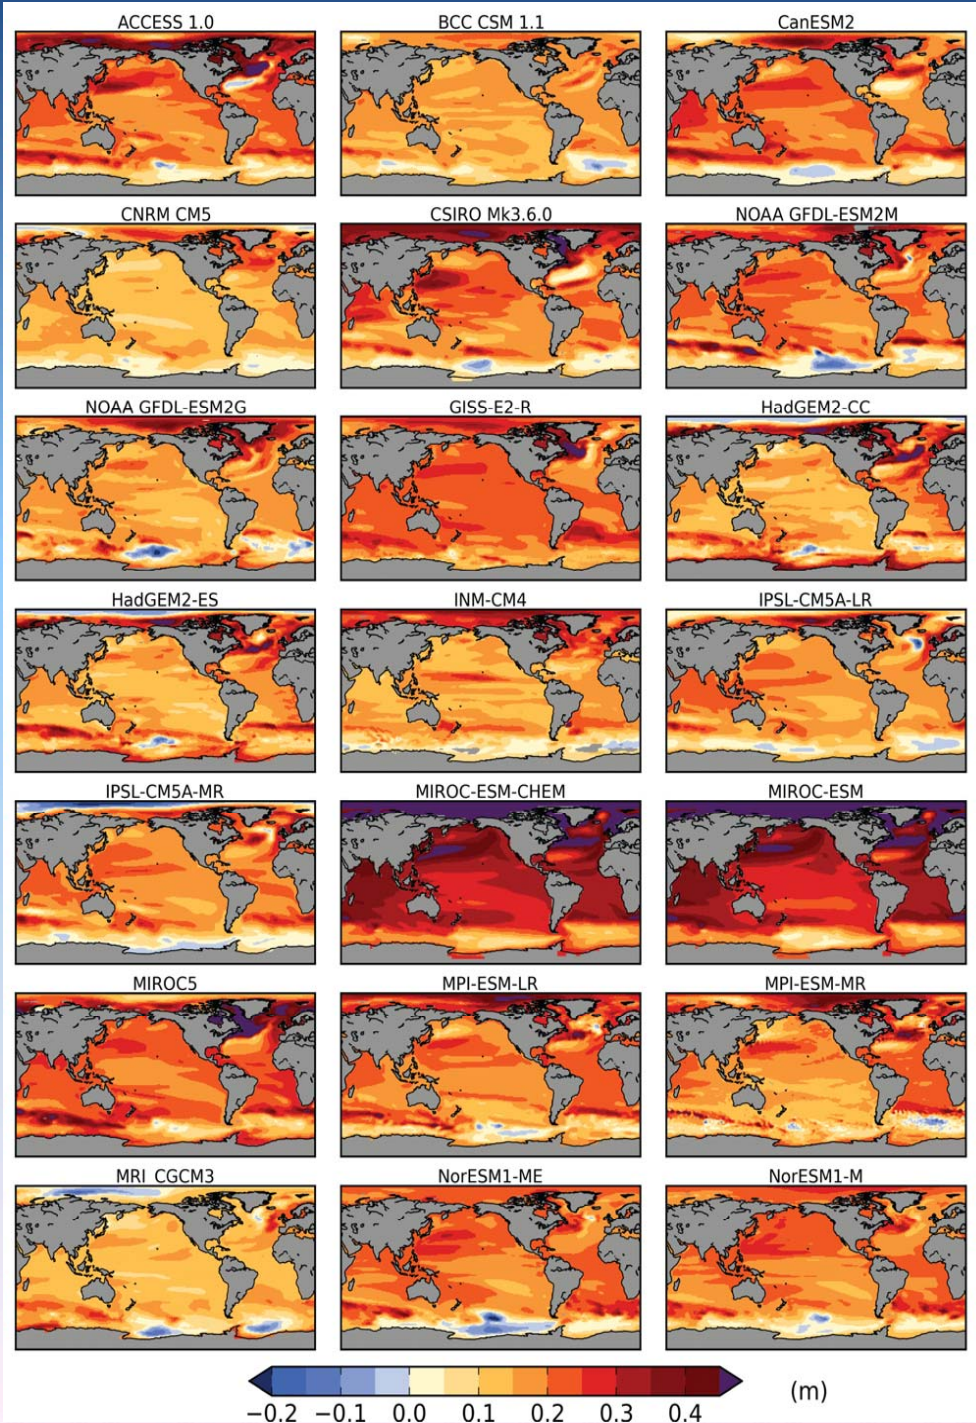 ACCESS 1.0 BCC CSM 1.1 CanESM2
CNRM CM5 CSIRO Mk3.6.0 NOAA GFDL-ESM2M
NOAA GFDL-ESM2G GISS-E2-R HadGEM2-CC
HadGEM2-ES INM-CM4 IPSL-CM5A-LR
IPSL-CM5A-MR MIROC-ESM-CHEM MIROC-ESM
MIROC5 MPI-ESM-LR MPI-ESM-MR
MRI CGCM3 NorESM1-ME NorESM1-M
−0.2 −0.1 0.0 0.1 0.2 0.3 0.4 (m)